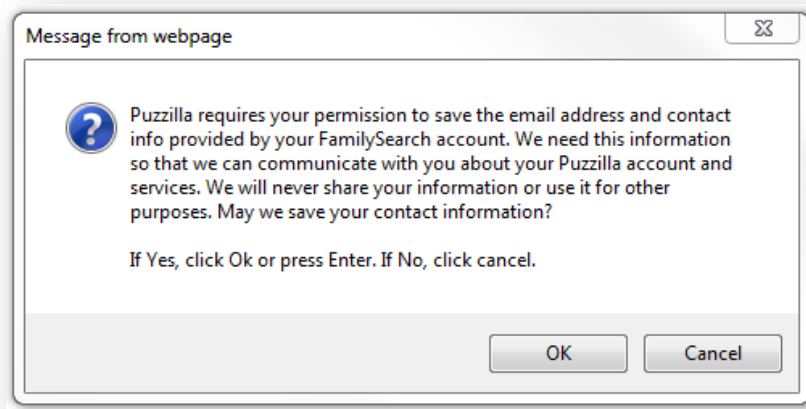 Message from webpage
Puzzilla requires your permission to save the email address and contact
info provided by your FamilySearch account. We need this information
so that we can communicate with you about your Puzzilla account and
services. We will never share your information or use it for other
purposes. May we save your contact information?
If Yes, click Ok or press Enter. If No, click cancel.
OK
Cancel